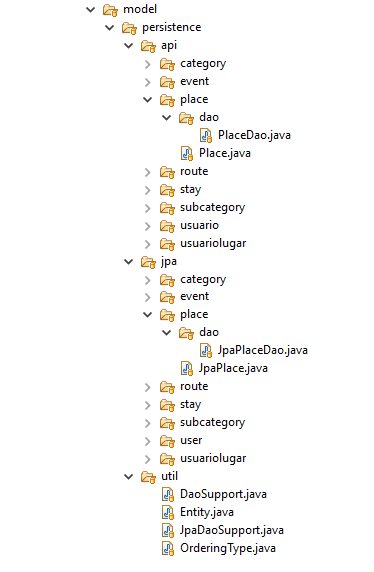 model
persistence
api
category
event
place
dao
PlaceDao.java
Place.java
route
stay
subcategory
usuario
usuariolugar
jpa
category
event
place
dao
JpaPlaceDao.java
JpaPlace.java
route
stay
subcategory
user
usuariolugar
util
DaoSupport.java
Entity.java
JpaDaoSupport.java
OrderingType.java